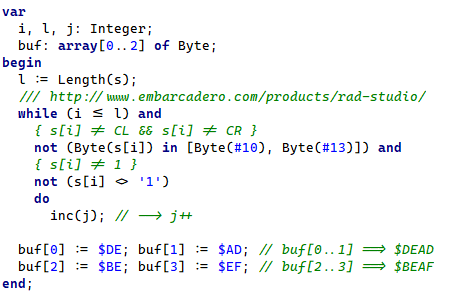 var
  i, l, j: Integer;
  buf: array[0..2] of Byte;
begin
  l := Length(s);
  /// http://www.embarcadero.com/products/rad-studio/
  while (i ≤ l) and
    { s[i] ≠ CL && s[i] ≠ CR }
    not (Byte(s[i]) in [Byte(#10), Byte(#13)]) and
    { s[i] ≠ 1 }
    not (s[i] <> '1')
    do
      inc(j); // ⟶ j++

  buf[0] := $DE; buf[1] := $AD; // buf[0..1] ⟹ $DEAD
  buf[2] := $BE; buf[3] := $EF; // buf[2..3] ⟹ $BEAF
end;